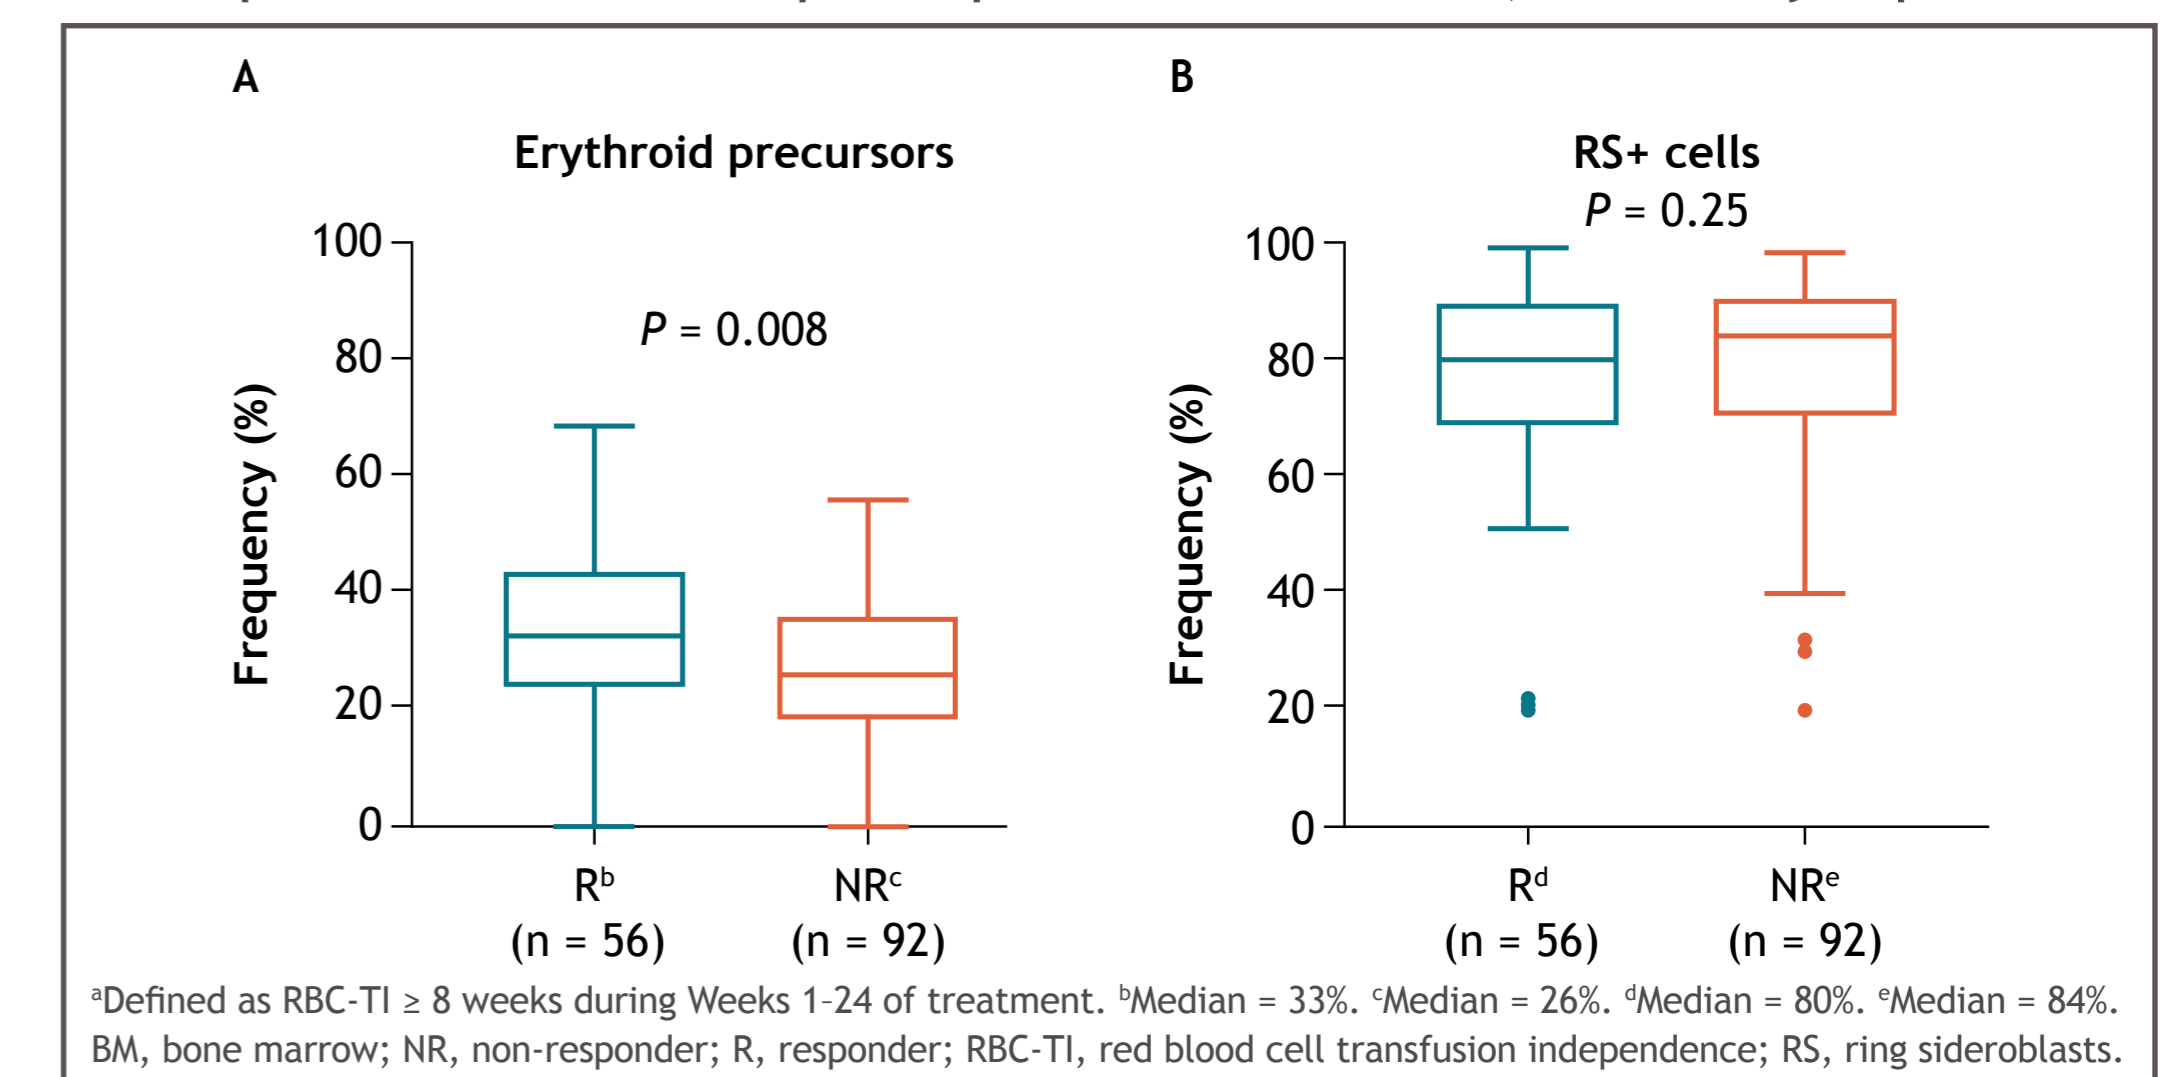 A
Erythroid precursors
100
80
60
40
20
0
Frequency (%)
P = 0.008
Rᵇ
(n = 56)
NRᶜ
(n = 92)
B
RS+ cells
P = 0.25
100
80
60
40
20
0
Frequency (%)
Rᵈ
(n = 56)
NRᵉ
(n = 92)
ᵃDefined as RBC-TI ≥ 8 weeks during Weeks 1–24 of treatment. ᵇMedian = 33%. ᶜMedian = 26%. ᵈMedian = 80%. ᵉMedian = 84%.
BM, bone marrow; NR, non-responder; R, responder; RBC-TI, red blood cell transfusion independence; RS, ring sideroblasts.